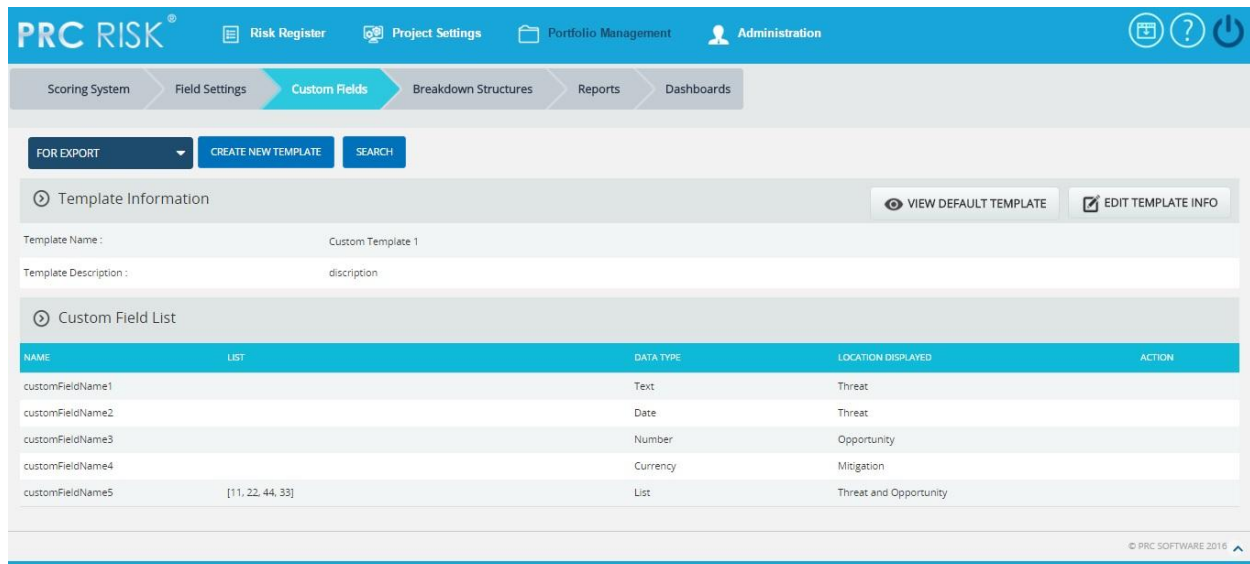 PRC RISK® Risk Register Project Settings Portfolio Management Administration ?
Scoring System Field Settings Custom Fields Breakdown Structures Reports Dashboards
FOR EXPORT CREATE NEW TEMPLATE SEARCH
Template Information VIEW DEFAULT TEMPLATE EDIT TEMPLATE INFO
Template Name : Custom Template 1
Template Description : discription
Custom Field List
NAME LIST DATA TYPE LOCATION DISPLAYED ACTION
customFieldName1 Text Threat
customFieldName2 Date Threat
customFieldName3 Number Opportunity
customFieldName4 Currency Mitigation
customFieldName5 [11, 22, 44, 33] List Threat and Opportunity
© PRC SOFTWARE 2016